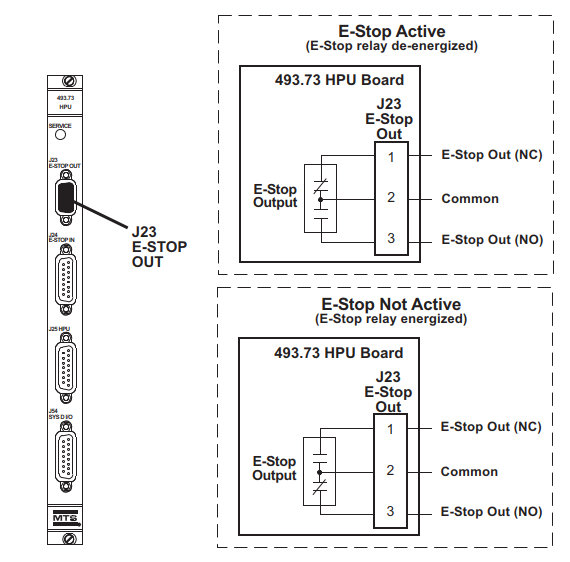 493.73
HPU
SERVICE
J23
E-STOP OUT
J24
E-STOP IN
J25 HPU
J54
SYS D I/O
MTS
J23
E-STOP
OUT
E-Stop Active
(E-Stop relay de-energized)
493.73 HPU Board
J23
E-Stop
Out
1
E-Stop Out (NC)
E-Stop
Output
2
Common
3
E-Stop Out (NO)
E-Stop Not Active
(E-Stop relay energized)
493.73 HPU Board
J23
E-Stop
Out
1
E-Stop Out (NC)
E-Stop
Output
2
Common
3
E-Stop Out (NO)